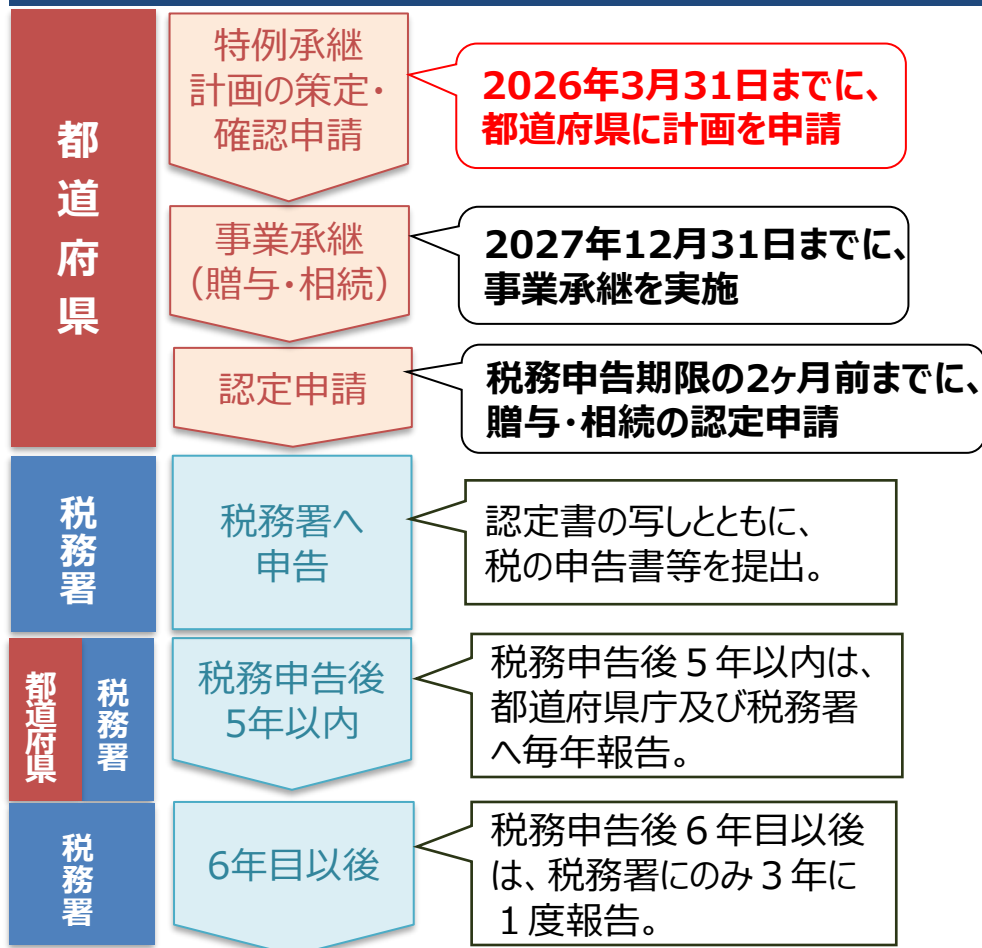 都道府県
特例承継
計画の策定・
確認申請
2026年3月31日までに、
都道府県に計画を申請
事業承継
(贈与・相続)
2027年12月31日までに、
事業承継を実施
認定申請
税務申告期限の2ヶ月前までに、
贈与・相続の認定申請
税務署
税務署へ
申告
認定書の写しとともに、
税の申告書等を提出。
都道府県
税務署
税務申告後
5年以内
税務申告後５年以内は、
都道府県庁及び税務署
へ毎年報告。
税務署
6年目以後
税務申告後６年目以後
は、税務署にのみ３年に
１度報告。